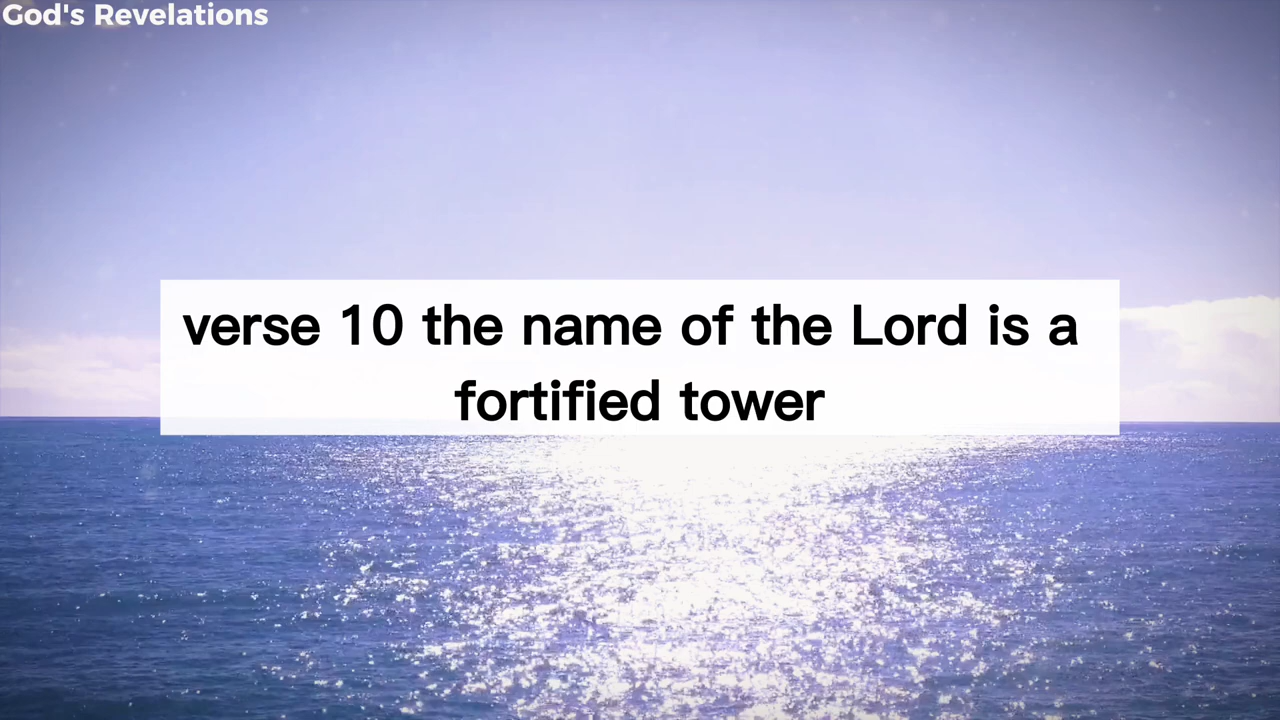 God's Revelations
verse 10 the name of the Lord is a
fortified tower